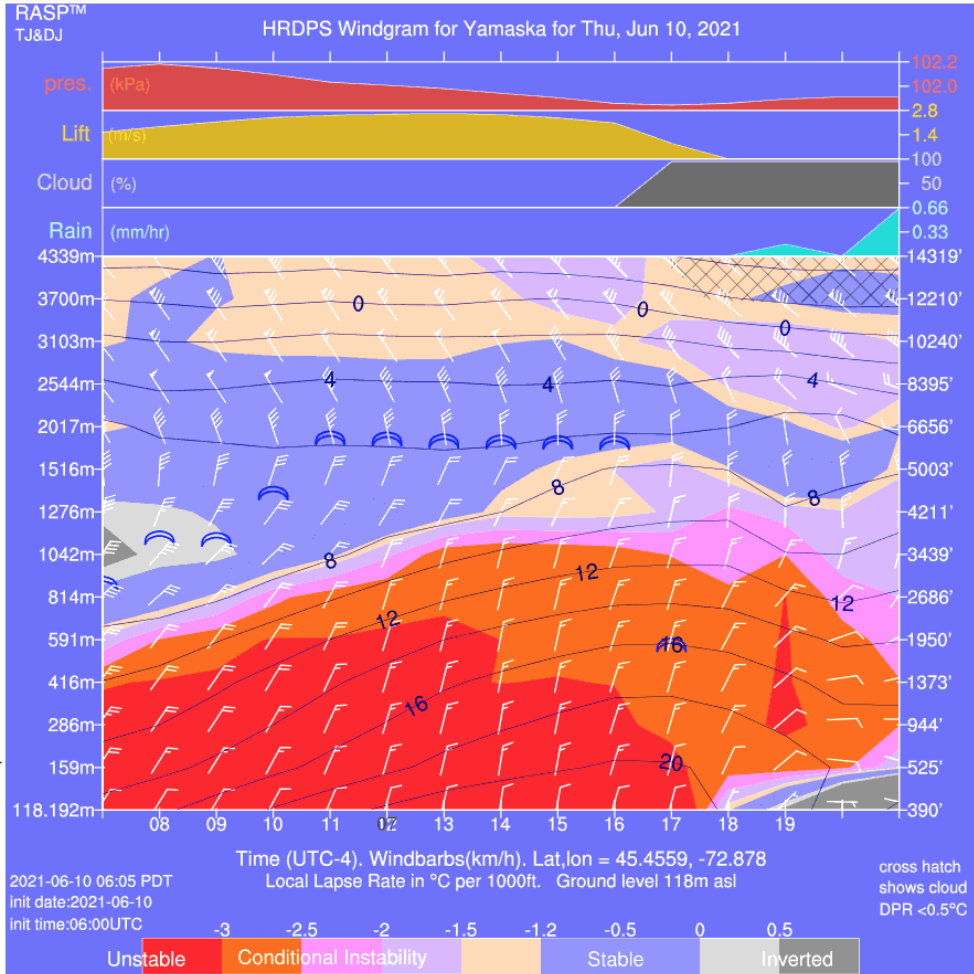 RASP™
TJ&DJ
HRDPS Windgram for Yamaska for Thu, Jun 10, 2021
pres. (kPa) 102.2
102.0
Lift (m/s) 2.8
1.4
Cloud (%) 100
50
Rain (mm/hr) 0.66
0.33
4339m 14319'
3700m 0 0 0 12210'
3103m 10240'
2544m 4 4 4 8395'
2017m 6656'
1516m 8 8 5003'
1276m 4211'
1042m 8 12 3439'
814m 12 12 2686'
591m 16 1950'
416m 16 1373'
286m 944'
159m 20 525'
118.192m 390'
08 09 10 11 13 14 15 16 17 18 19
Time (UTC-4). Windbarbs(km/h). Lat,lon = 45.4559, -72.878
Local Lapse Rate in ºC per 1000ft. Ground level 118m asl
2021-06-10 06:05 PDT
init date:2021-06-10
init time:06:00UTC
cross hatch
shows cloud
DPR <0.5ºC
-3 -2.5 -2 -1.5 -1.2 -0.5 0 0.5
Unstable Conditional Instability Stable Inverted